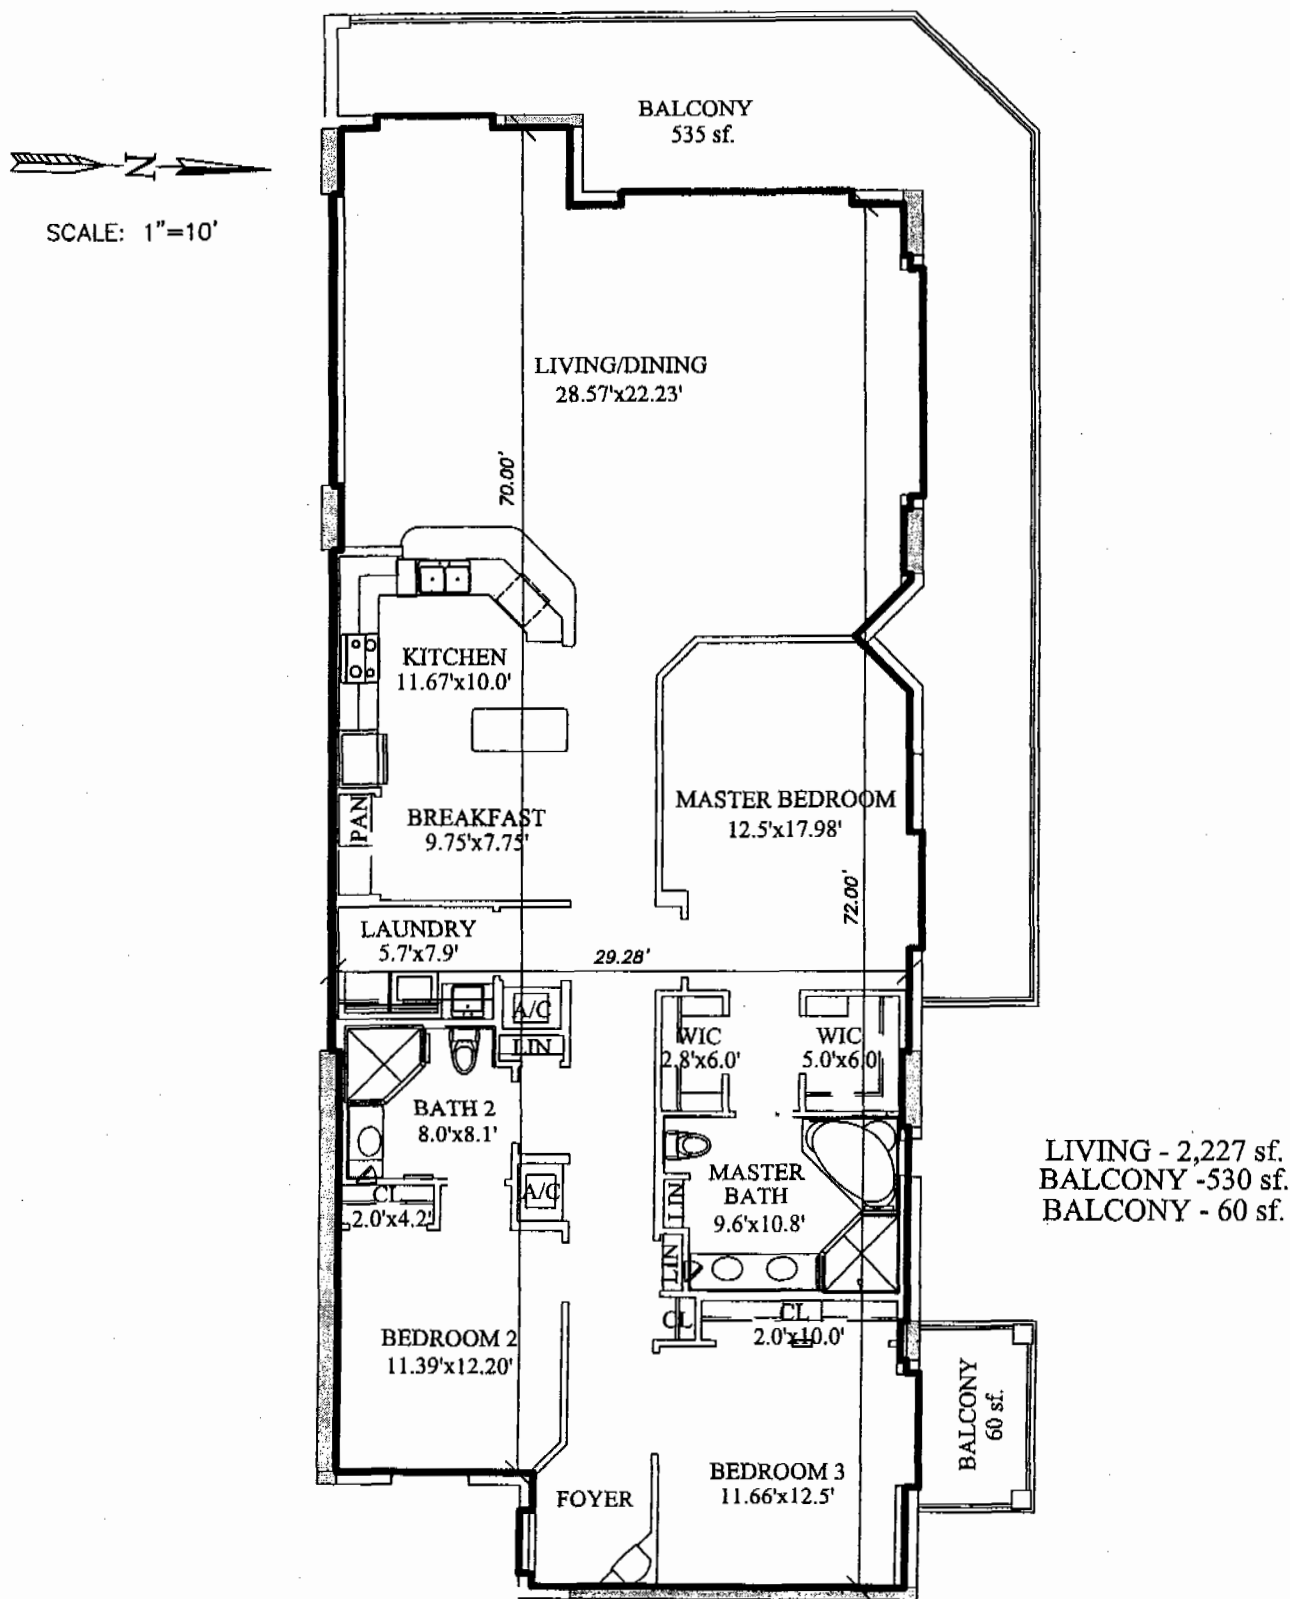 BALCONY
535 sf.
N
SCALE: 1"=10'
LIVING/DINING
28.57'x22.23'
70.00'
KITCHEN
11.67'x10.0'
MASTER BEDROOM
12.5'x17.98'
PAN
BREAKFAST
9.75'x7.75'
72.00'
LAUNDRY
5.7'x7.9'
29.28'
A/C
LIN
WIC
2.8'x6.0'
WIC
5.0'x6.0'
BATH 2
8.0'x8.1'
A/C
CL
2.0'x4.2'
MASTER
BATH
9.6'x10.8'
LIN
LIN
LIVING - 2,227 sf.
BALCONY -530 sf.
BALCONY - 60 sf.
CL
CL
2.0'x10.0'
BEDROOM 2
11.39'x12.20'
BALCONY
60 sf.
BEDROOM 3
11.66'x12.5'
FOYER